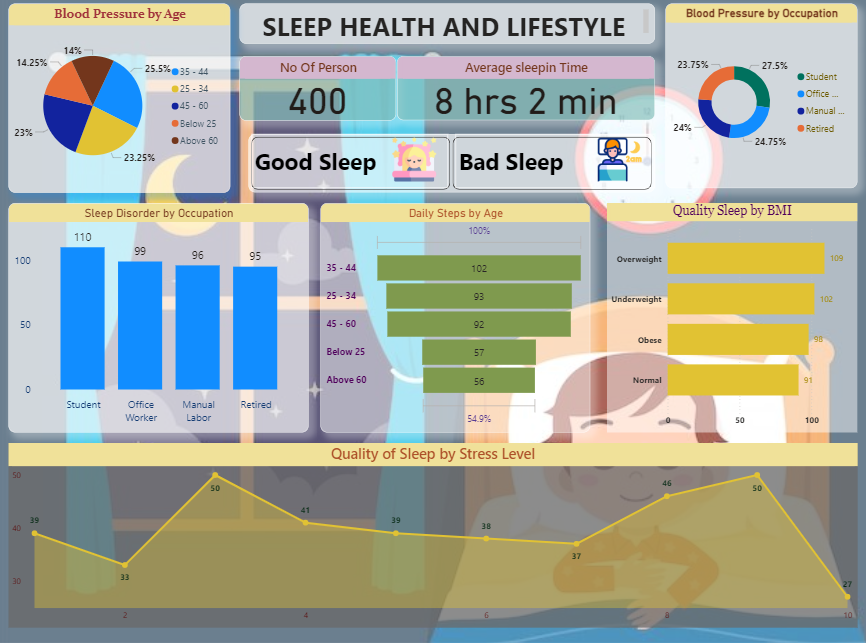 Blood Pressure by Age
14%
14.25%
25.5%
23%
23.25%
35 - 44
25 - 34
45 - 60
Below 25
Above 60
SLEEP HEALTH AND LIFESTYLE
No Of Person
400
Average sleepin Time
8 hrs 2 min
Good Sleep
Bad Sleep
2am
Blood Pressure by Occupation
23.75%
27.5%
24%
24.75%
Student
Office ...
Manual ...
Retired
Sleep Disorder by Occupation
100
50
0
110
99
96
95
Student
Office Worker
Manual Labor
Retired
Daily Steps by Age
100%
35 - 44 102
25 - 34 93
45 - 60 92
Below 25 57
Above 60 56
54.9%
Quality Sleep by BMI
Overweight 109
Underweight 102
Obese 98
Normal 91
0 50 100
Quality of Sleep by Stress Level
50
40
30
39
33
50
41
39
38
37
46
50
27
2 4 6 8 10